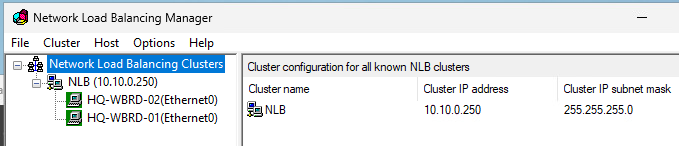 Network Load Balancing Manager
File Cluster Host Options Help
Network Load Balancing Clusters
NLB (10.10.0.250)
HQ-WBRD-02(Ethernet0)
HQ-WBRD-01(Ethernet0)
Cluster configuration for all known NLB clusters
Cluster name Cluster IP address Cluster IP subnet mask
NLB 10.10.0.250 255.255.255.0